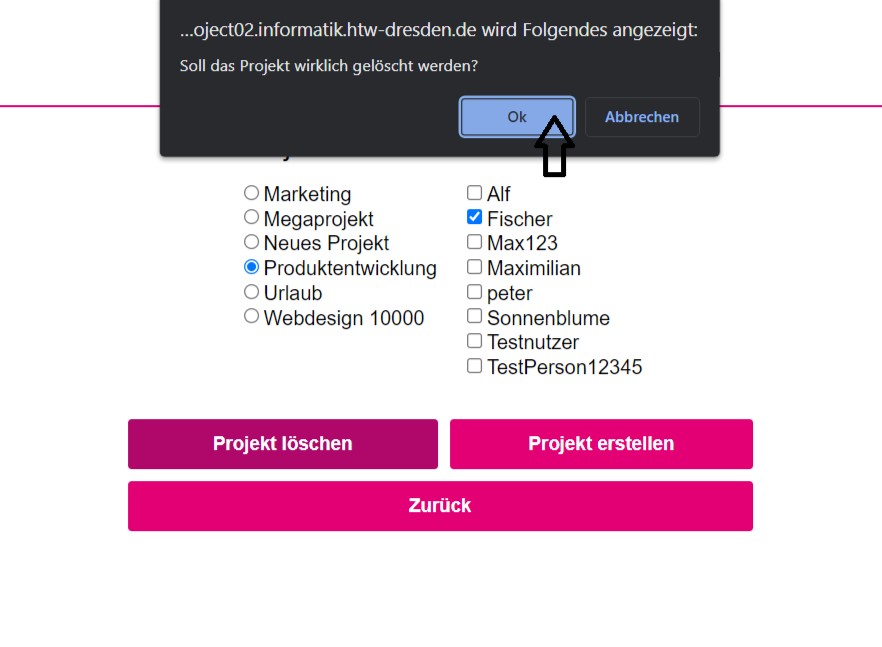 ...oject02.informatik.htw-dresden.de wird Folgendes angezeigt:
Soll das Projekt wirklich gelöscht werden?
Ok
Abbrechen
Marketing
Megaprojekt
Neues Projekt
Produktentwicklung
Urlaub
Webdesign 10000
Alf
Fischer
Max123
Maximilian
peter
Sonnenblume
Testnutzer
TestPerson12345
Projekt löschen
Projekt erstellen
Zurück